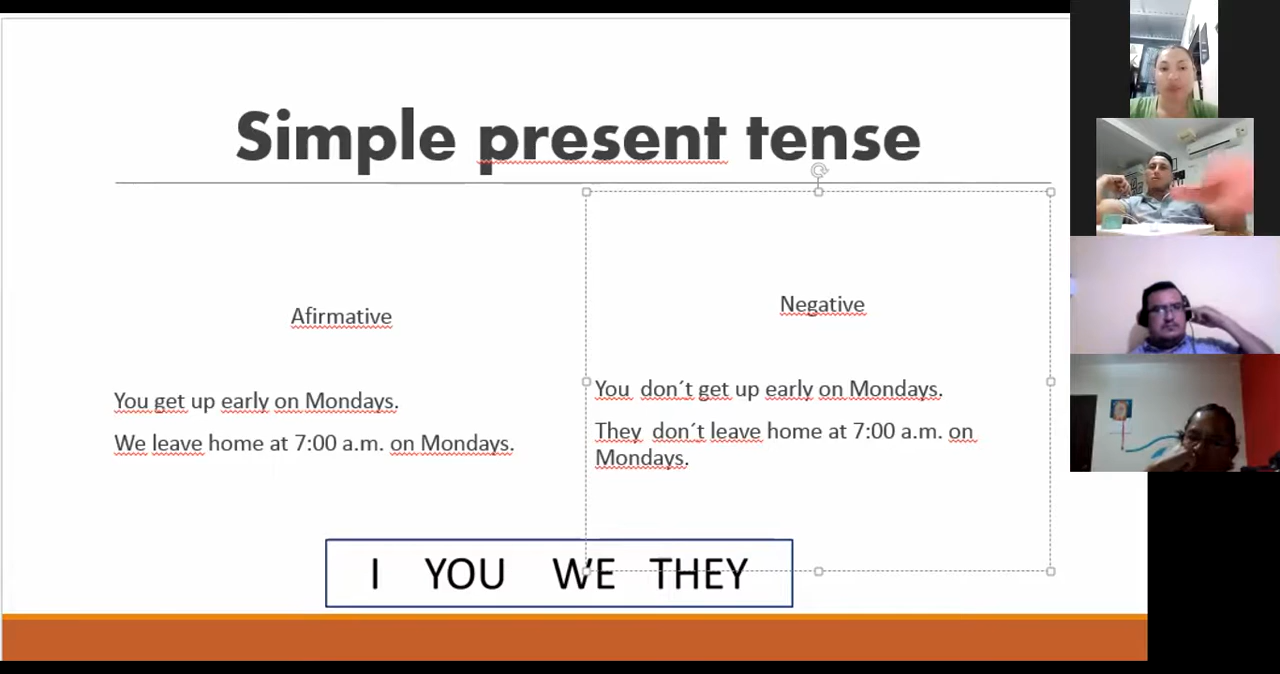 Simple present tense
Afirmative
You get up early on Mondays.
We leave home at 7:00 a.m. on Mondays.
Negative
You  don´t get up early on Mondays.
They  don´t leave home at 7:00 a.m. on
Mondays.
I YOU WE THEY